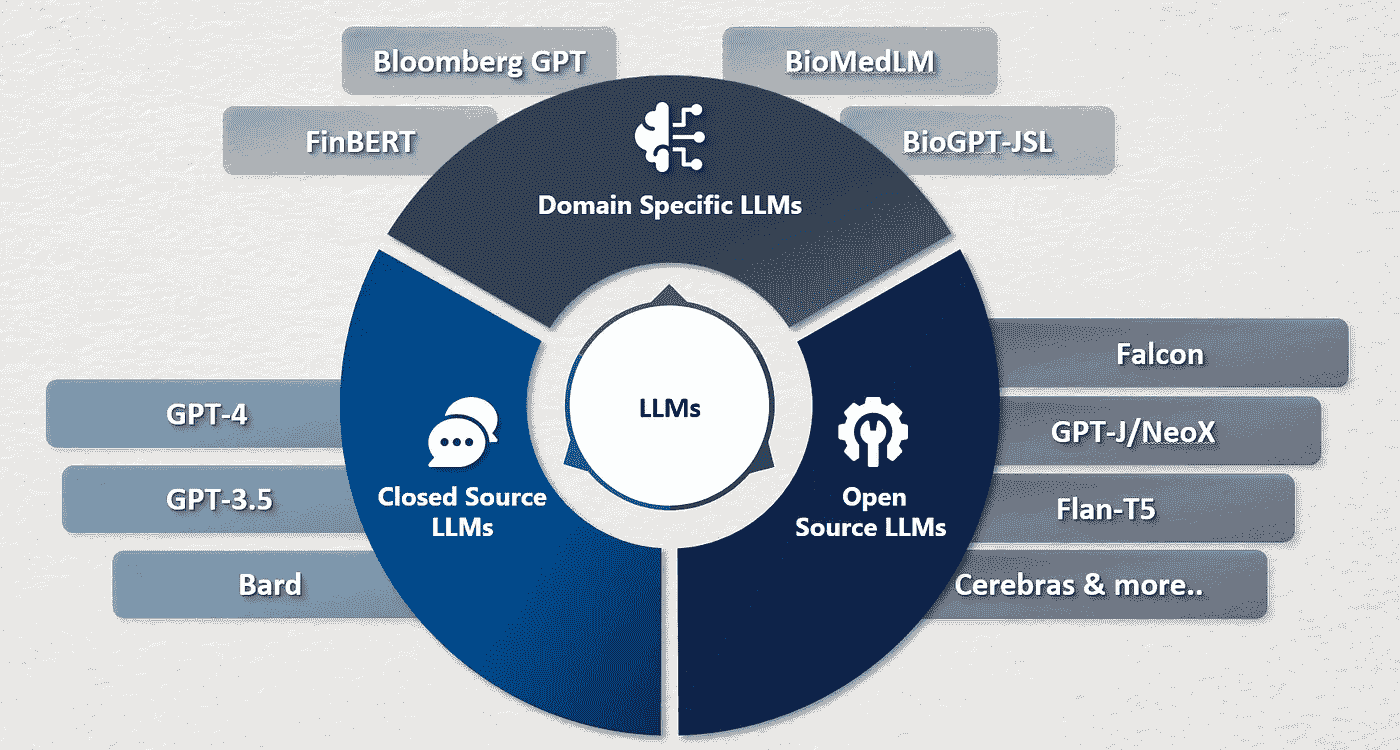 Bloomberg GPT
BioMedLM
FinBERT
BioGPT-JSL
Domain Specific LLMs
LLMs
GPT-4
GPT-3.5
Bard
Closed Source
LLMs
Open
Source LLMs
Falcon
GPT-J/NeoX
Flan-T5
Cerebras & more..